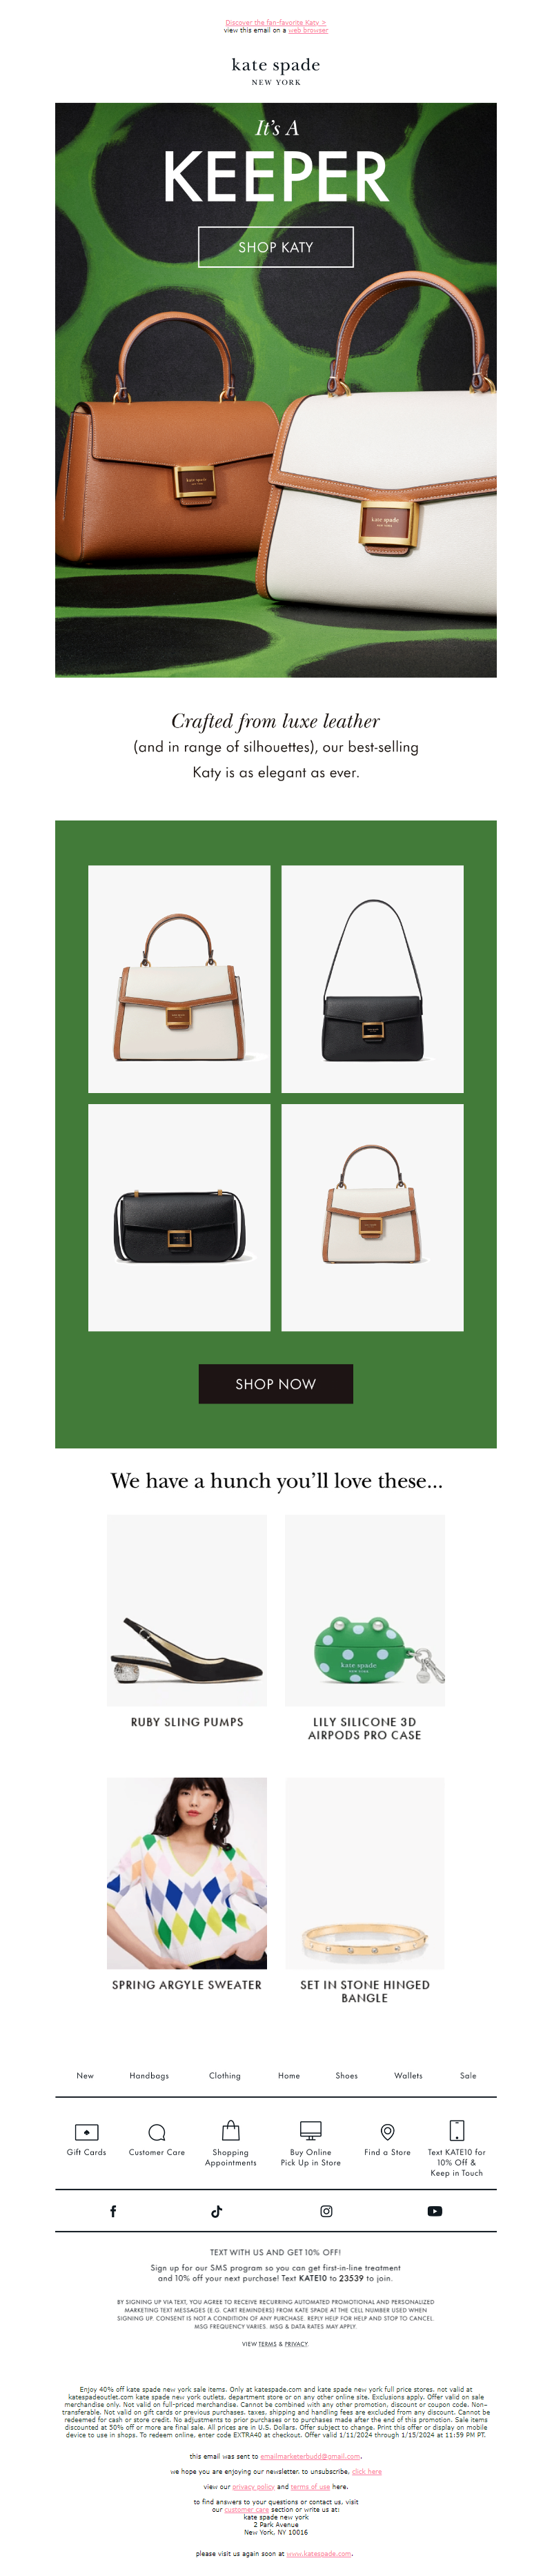 Discover the fan-favorite Katy >
view this email on a web browser
kate spade
NEW YORK
It's A
KEEPER
SHOP KATY
kate spade
NEW YORK
Crafted from luxe leather
(and in range of silhouettes), our best-selling
Katy is as elegant as ever.
SHOP NOW
We have a hunch you'll love these...
kate spade
NEW YORK
RUBY SLING PUMPS
LILY SILICONE 3D
AIRPODS PRO CASE
SPRING ARGYLE SWEATER
SET IN STONE HINGED
BANGLE
New Handbags Clothing Home Shoes Wallets Sale
Gift Cards Customer Care Shopping Buy Online Find a Store Text KATE10 for
Appointments Pick Up in Store 10% Off &
Keep in Touch
TEXT WITH US AND GET 10% OFF!
Sign up for our SMS program so you can get first-in-line treatment
and 10% off your next purchase! Text KATE10 to 23539 to join.
BY SIGNING UP VIA TEXT, YOU AGREE TO RECEIVE RECURRING AUTOMATED PROMOTIONAL AND PERSONALIZED
MARKETING TEXT MESSAGES (E.G. CART REMINDERS) FROM KATE SPADE AT THE CELL NUMBER USED WHEN
SIGNING UP. CONSENT IS NOT A CONDITION OF ANY PURCHASE. REPLY HELP FOR HELP AND STOP TO CANCEL.
MSG FREQUENCY VARIES. MSG & DATA RATES MAY APPLY.
VIEW TERMS & PRIVACY.
Enjoy 40% off kate spade new york sale items. Only at katespade.com and kate spade new york full price stores. not valid at
katespadeoutlet.com kate spade new york outlets, department store or on any other online site. Exclusions apply. Offer valid on sale
merchandise only. Not valid on full-priced merchandise. Cannot be combined with any other promotion, discount or coupon code. Non-
transferable. Not valid on gift cards or previous purchases. taxes, shipping and handling fees are excluded from any discount. Cannot be
redeemed for cash or store credit. No adjustments to prior purchases or to purchases made after the end of this promotion. Sale items
discounted at 50% off or more are final sale. All prices are in U.S. Dollars. Offer subject to change. Print this offer or display on mobile
device to use in shops. To redeem online, enter code EXTRA40 at checkout. Offer valid 1/11/2024 through 1/15/2024 at 11:59 PM PT.
this email was sent to emailmarketerbudd@gmail.com.
we hope you are enjoying our newsletter. to unsubscribe, click here
view our privacy policy and terms of use here.
to find answers to your questions or contact us, visit
our customer care section or write us at:
kate spade new york
2 Park Avenue
New York, NY 10016
please visit us again soon at www.katespade.com.